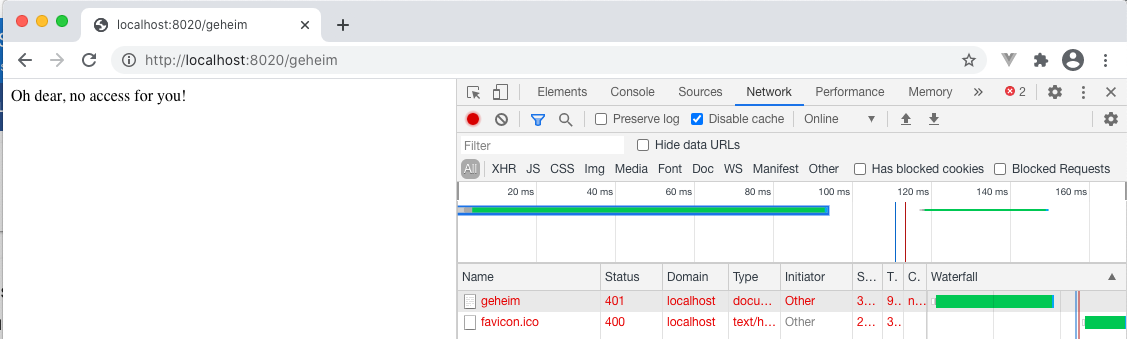 localhost:8020/geheim
http://localhost:8020/geheim
Oh dear, no access for you!
Elements Console Sources Network Performance Memory 2
Preserve log Disable cache Online
Filter Hide data URLs
All XHR JS CSS Img Media Font Doc WS Manifest Other Has blocked cookies Blocked Requests
20 ms 40 ms 60 ms 80 ms 100 ms 120 ms 140 ms 160 ms
Name Status Domain Type Initiator S... T. C. Waterfall
geheim 401 localhost docu... Other 3... 9.. n...
favicon.ico 400 localhost text/h... Other 2... 3..